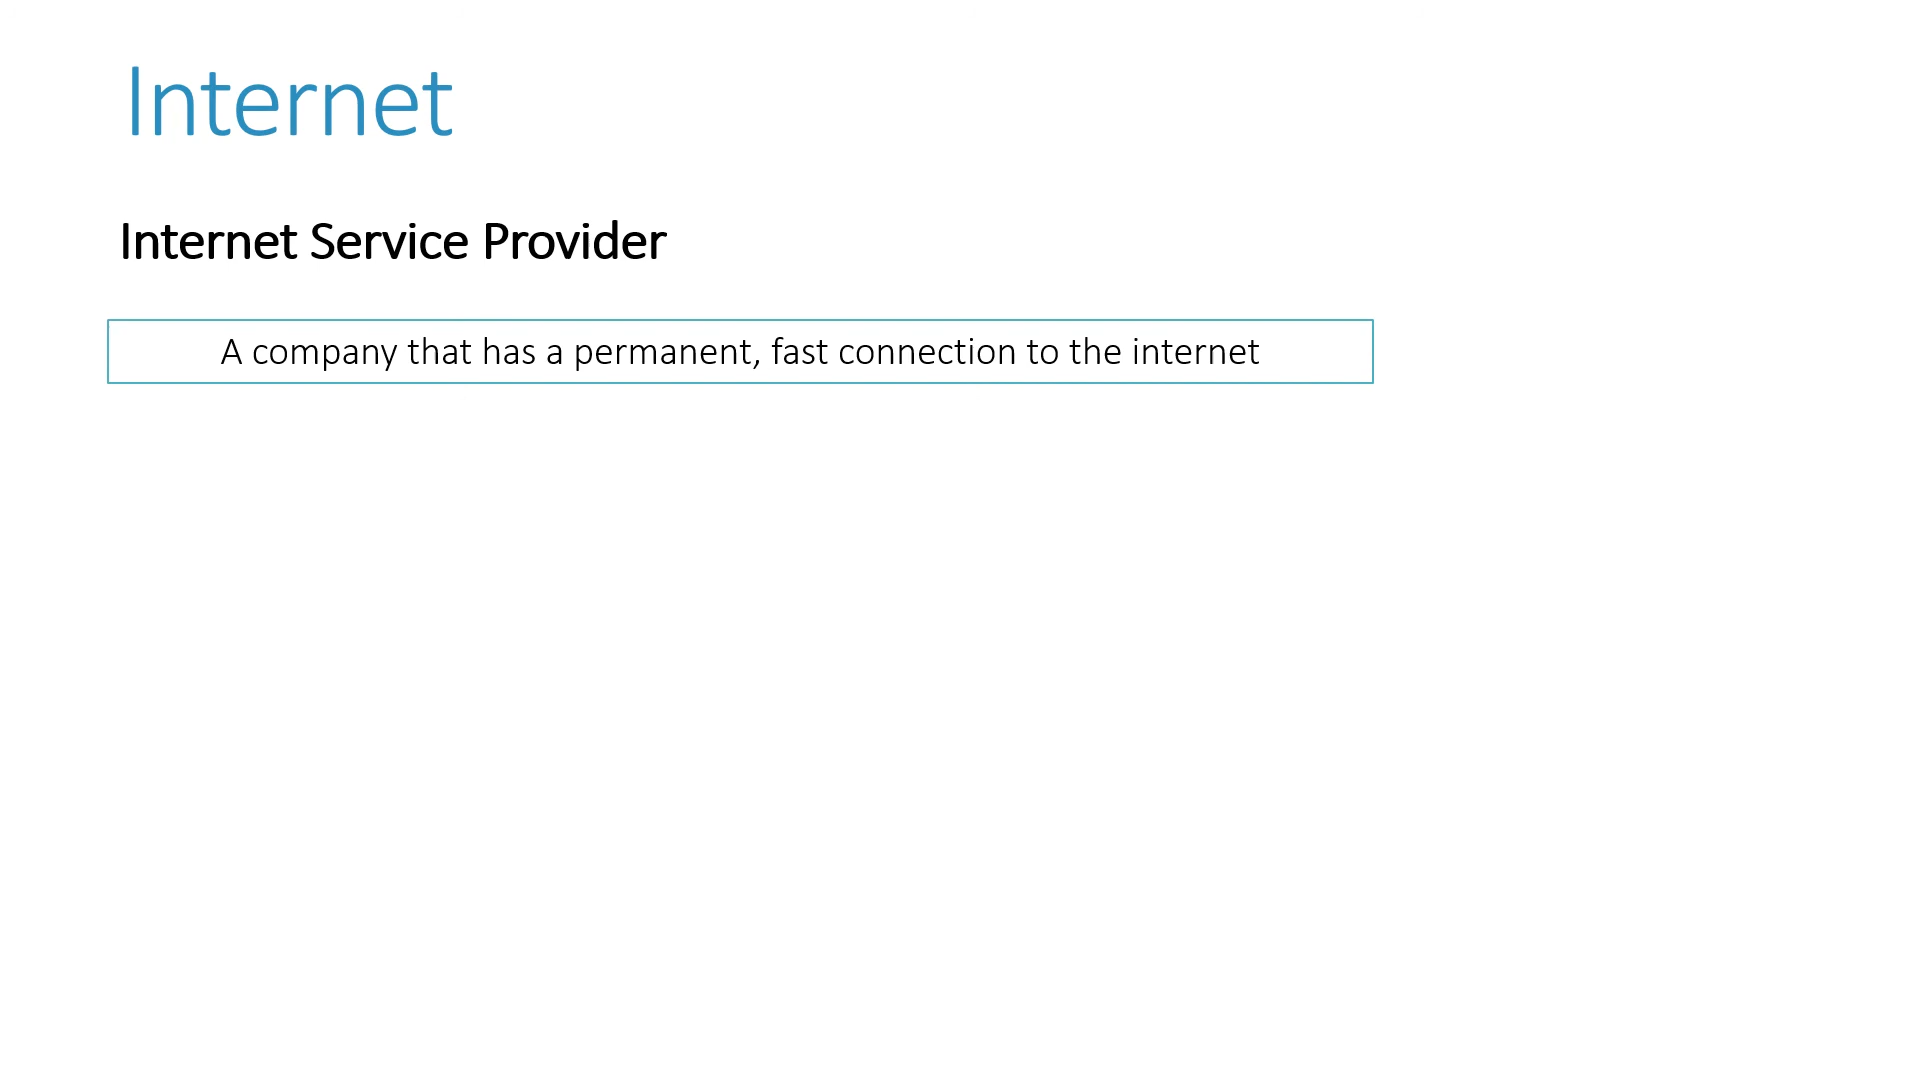 Internet
Internet Service Provider
A company that has a permanent, fast connection to the internet